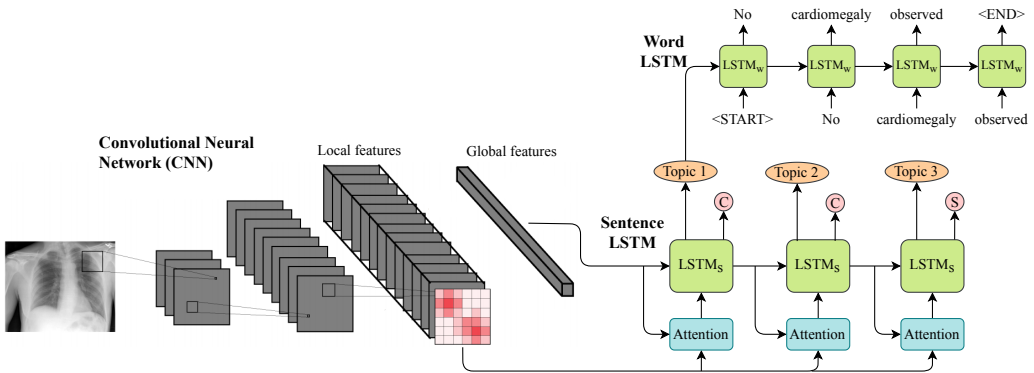 No cardiomegaly observed <END>
Word
LSTM
LSTMw LSTMw LSTMw LSTMw
<START> No cardiomegaly observed
Convolutional Neural
Network (CNN)
Local features
Global features
Topic 1 Topic 2 Topic 3
C C S
Sentence
LSTM
LSTMs LSTMs LSTMs
Attention Attention Attention